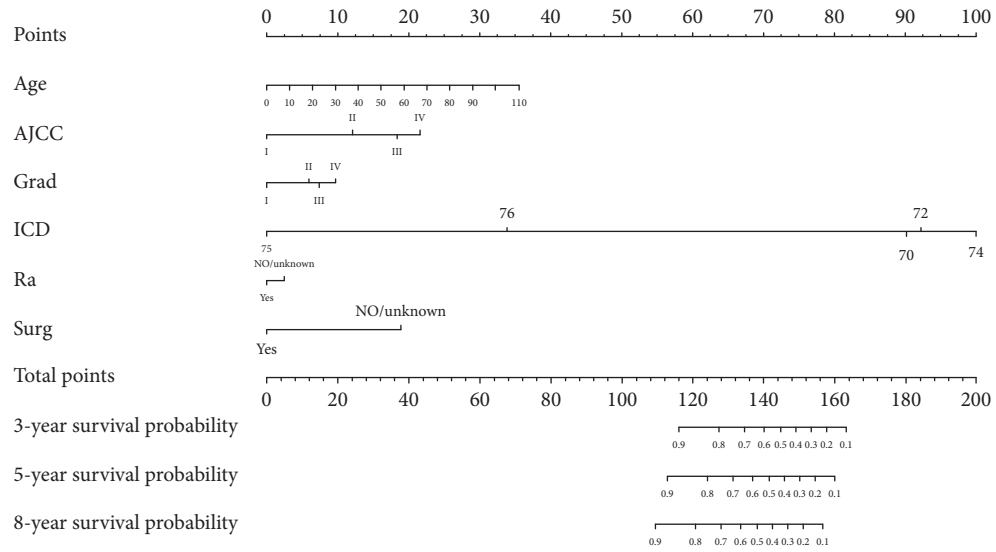 0 10 20 30 40 50 60 70 80 90 100
Points
Age
0 10 20 30 40 50 60 70 80 90 110
II IV
AJCC
I III
II IV
Grad
I III
76 72
ICD
75 70 74
NO/unknown
Ra
Yes
NO/unknown
Surg
Yes
Total points
0 20 40 60 80 100 120 140 160 180 200
3-year survival probability
0.9 0.8 0.7 0.6 0.5 0.4 0.3 0.2 0.1
5-year survival probability
0.9 0.8 0.7 0.6 0.5 0.4 0.3 0.2 0.1
8-year survival probability
0.9 0.8 0.7 0.6 0.5 0.4 0.3 0.2 0.1